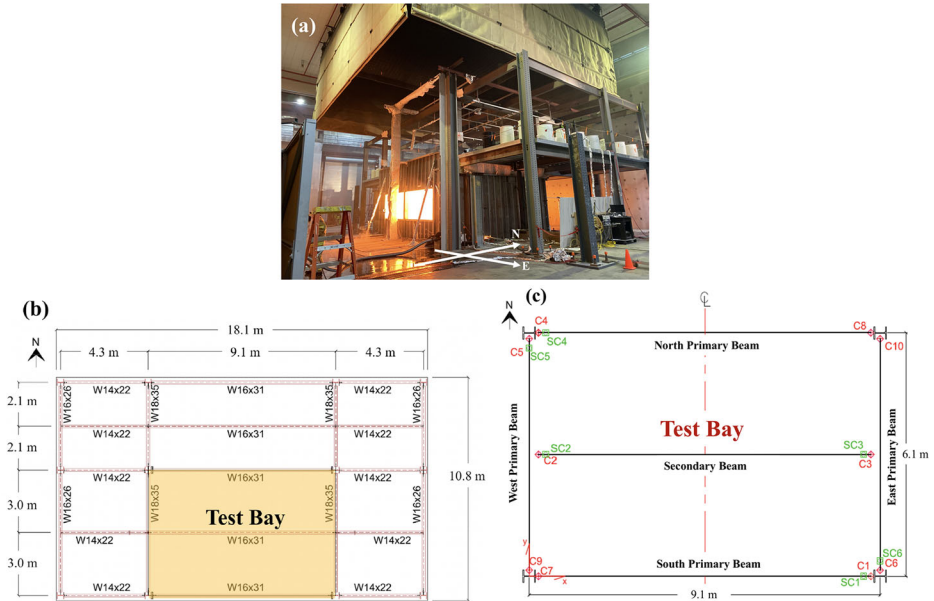 (a)
N
E
(b)
N
18.1 m
4.3 m
9.1 m
4.3 m
2.1 m
2.1 m
3.0 m
3.0 m
10.8 m
W16x26
W14x22
W18x35
W16x31
W18x35
W14x22
W16x26
W14x22
W16x31
W14x22
W14x22
W16x31
W14x22
W16x26
W18x35
W18x35
W16x26
Test Bay
W14x22
W16x31
W14x22
W14x22
W16x31
W14x22
(c)
N
CL
C4
C8
SC4
C5
SC5
C10
North Primary Beam
West Primary Beam
Test Bay
East Primary Beam
SC2
SC3
C2
C3
6.1 m
Secondary Beam
y
C9
C7
x
South Primary Beam
C1
SC1
SC6
C6
9.1 m